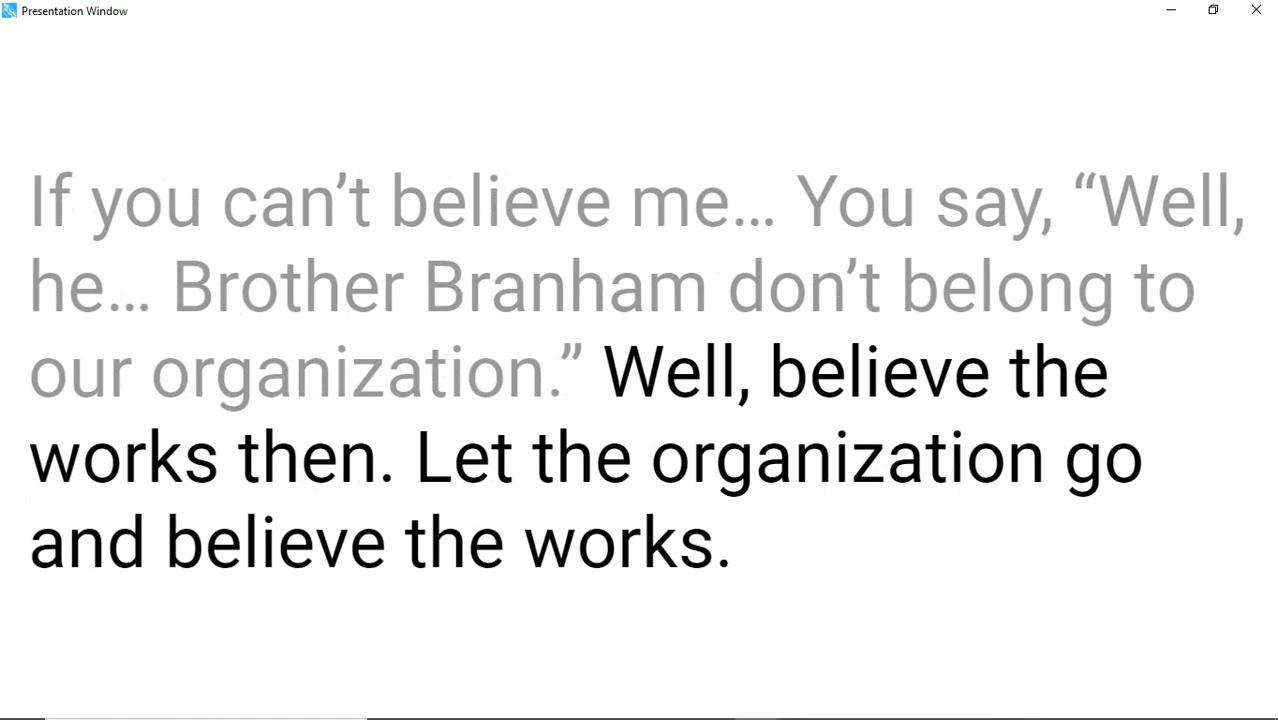 Presentation Window
If you can’t believe me… You say, “Well,
he… Brother Branham don’t belong to
our organization.” Well, believe the
works then. Let the organization go
and believe the works.